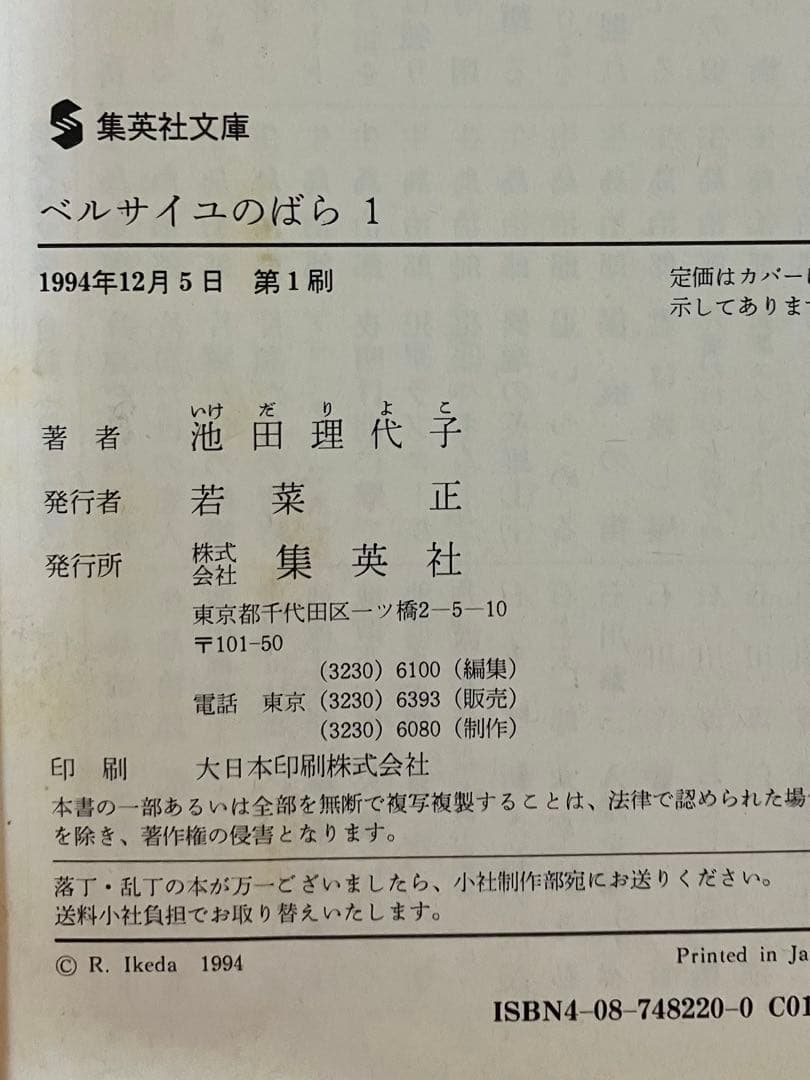 集英社文庫
ベルサイユのばら 1
1994年12月5日 第1刷
定価はカバーに
示してあります
いけ だ り よ こ
著 者 池田理代子
発行者 若菜 正
発行所 株式会社 集英社
東京都千代田区一ツ橋2―5―10
〒101-50
(3230) 6100 (編集)
電話 東京 (3230) 6393 (販売)
(3230) 6080 (制作)
印 刷 大日本印刷株式会社
本書の一部あるいは全部を無断で複写複製することは、法律で認められた場
を除き、著作権の侵害となります。
落丁・乱丁の本が万一ございましたら、小社制作部宛にお送りください。
送料小社負担でお取り替えいたします。
© R. Ikeda 1994
Printed in Ja
ISBN4-08-748220-0 C01